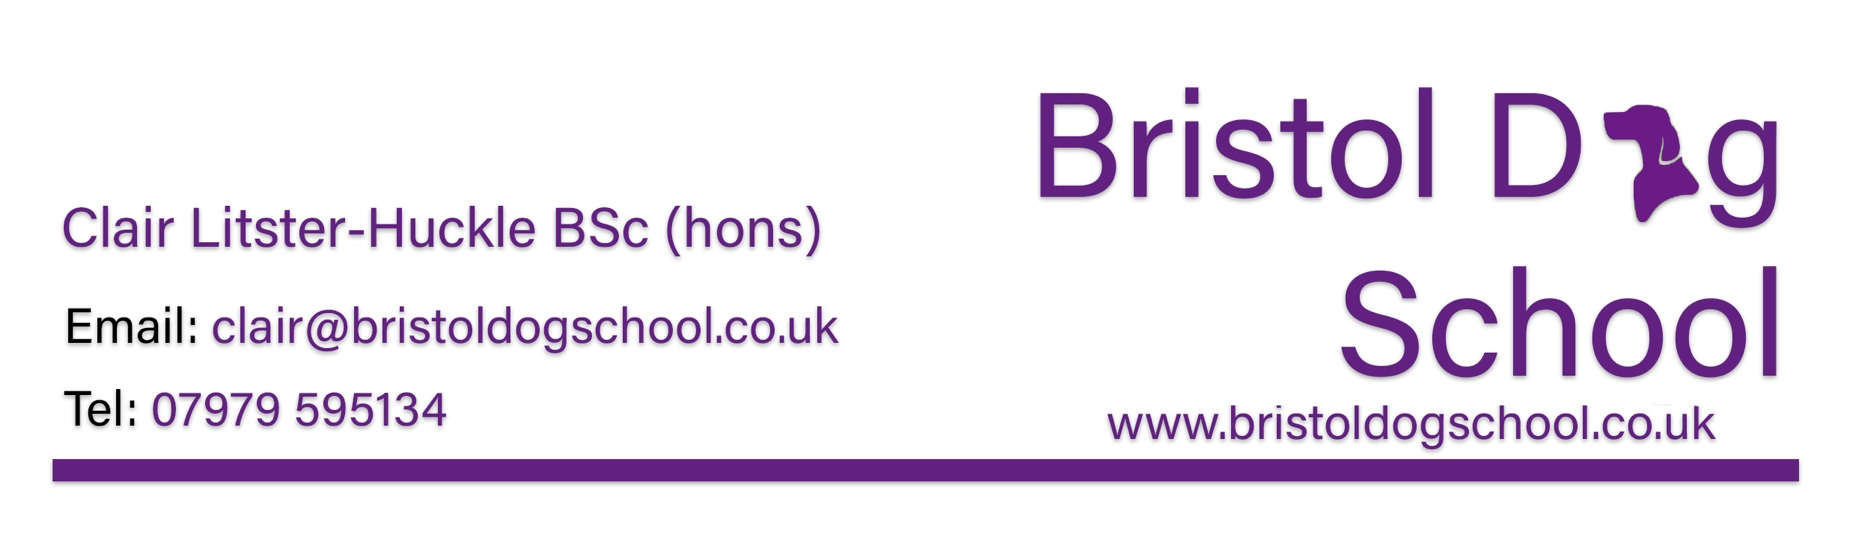 Bristol Dg
School
www.bristoldogschool.co.uk
Clair Litster-Huckle BSc (hons)
Email: clair@bristoldogschool.co.uk
Tel: 07979 595134